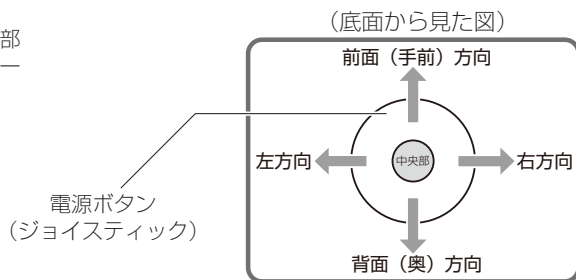 部
（底面から見た図）
ー
前面（手前）方向
左方向
中央部
右方向
電源ボタン
（ジョイスティック）
背面（奥）方向